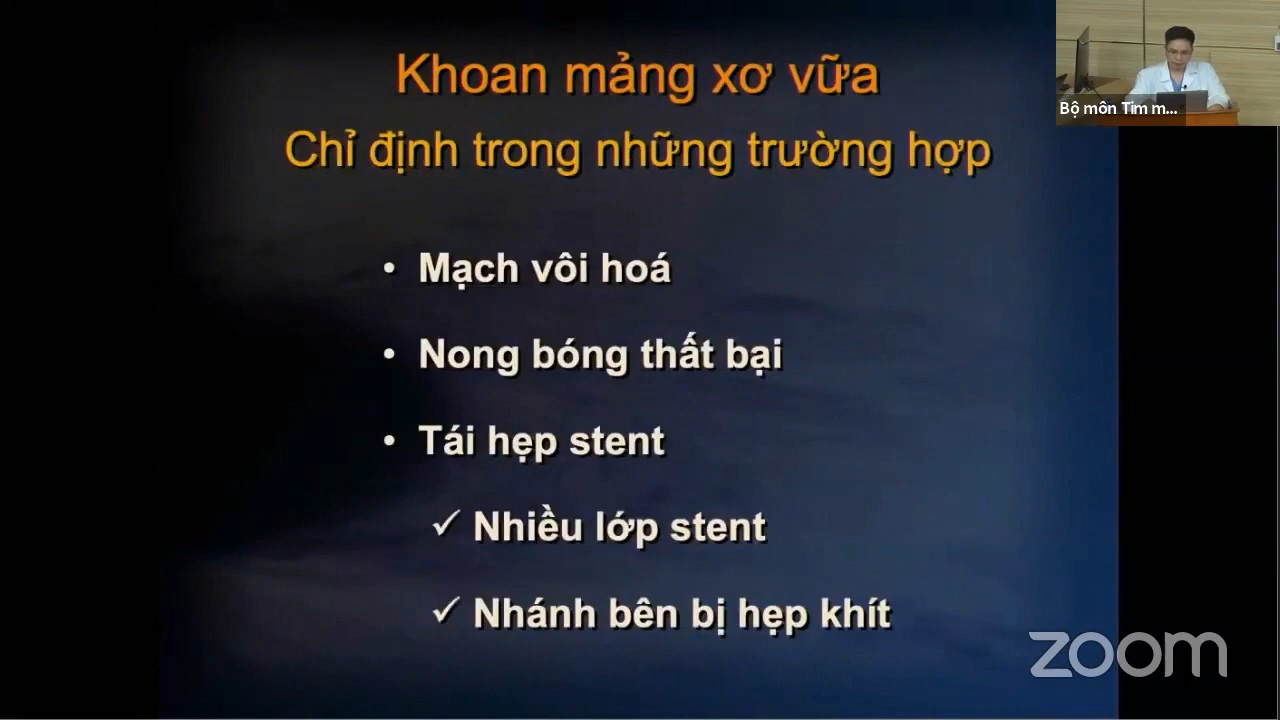 Khoan mảng xơ vữa
Chỉ định trong những trường hợp
• Mạch vôi hoá
• Nong bóng thất bại
• Tái hẹp stent
✓ Nhiều lớp stent
✓ Nhánh bên bị hẹp khít
Bộ môn Tim m...
zoom